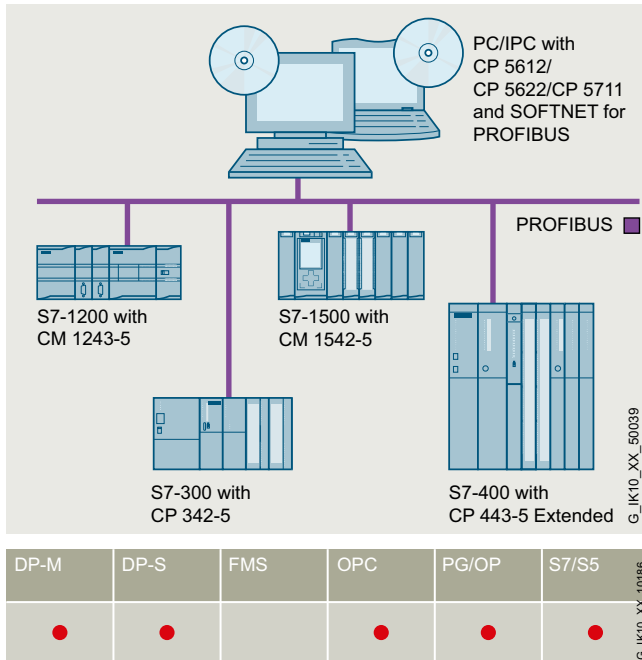 PC/IPC with
CP 5612/
CP 5622/CP 5711
and SOFTNET for
PROFIBUS
PROFIBUS
S7-1200 with
CM 1243-5
S7-1500 with
CM 1542-5
S7-300 with
CP 342-5
S7-400 with
CP 443-5 Extended
G_IK10_XX_50039
DP-M DP-S FMS OPC PG/OP S7/S5
G_IK10_XX_10186